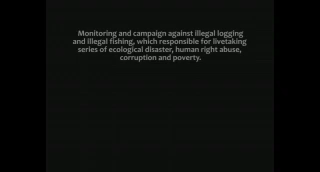 Monitoring and campaign against illegal logging
and illegal fishing, which responsible for livetaking
series of ecological disaster, human right abuse,
corruption and poverty.